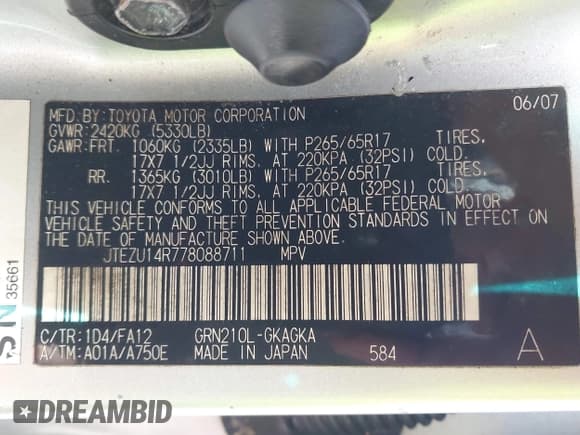 MFD. BY: TOYOTA MOTOR CORPORATION 06/07
GVWR: 2420KG (5330LB)
GAWR: FRT. 1060KG (2335LB) WITH P265/65R17 TIRES,
17X7 1/2JJ RIMS, AT 220KPA (32PSI) COLD.
RR. 1365KG (3010LB) WITH P265/65R17 TIRES,
17X7 1/2JJ RIMS, AT 220KPA (32PSI) COLD.
THIS VEHICLE CONFORMS TO ALL APPLICABLE FEDERAL MOTOR
VEHICLE SAFETY AND THEFT PREVENTION STANDARDS IN EFFECT ON
THE DATE OF MANUFACTURE SHOWN ABOVE.
JTEZU14R778088711 MPV
C/TR: 1D4/FA12 GRN210L-GKAGKA
A/TM: A01A/A750E MADE IN JAPAN 584 A
SN 35661
DREAMBID